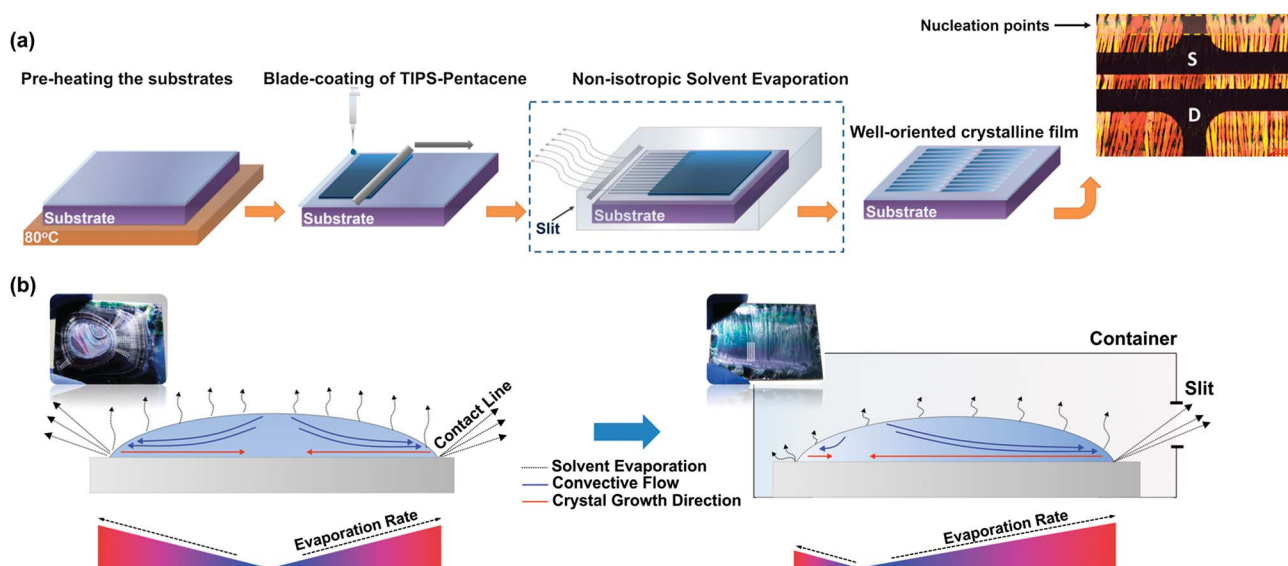 (a)
Nucleation points
S
D
Pre-heating the substrates
Blade-coating of TIPS-Pentacene
Non-isotropic Solvent Evaporation
Well-oriented crystalline film
Substrate
80°C
Substrate
Slit
Substrate
Substrate
(b)
Contact Line
Container
Slit
Solvent Evaporation
Convective Flow
Crystal Growth Direction
Evaporation Rate
Evaporation Rate